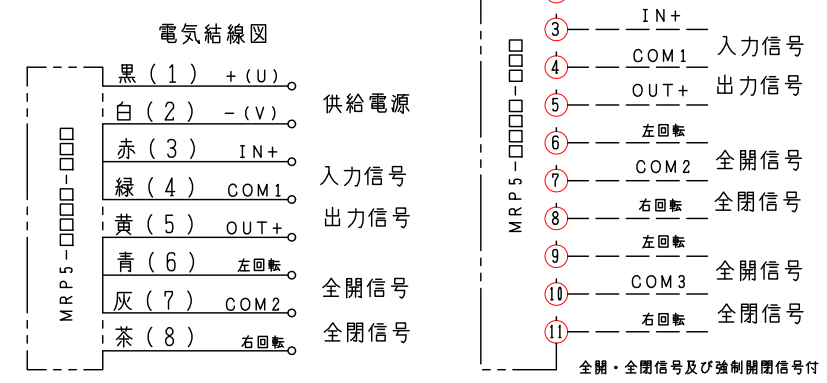 電気結線図
MRP5-□□□□-□□□
黒(1) +(U)
白(2) -(V)
供給電源
赤(3) IN+
緑(4) COM1
入力信号
黄(5) OUT+
出力信号
青(6) 左回転
灰(7) COM2
全開信号
茶(8) 右回転
全閉信号
MRP5-□□□□-□□□
③ IN+
入力信号
④ COM1
⑤ OUT+
出力信号
⑥ 左回転
⑦ COM2
全開信号
⑧ 右回転
全閉信号
⑨ 左回転
⑩ COM3
全開信号
⑪ 右回転
全閉信号
全開・全閉信号及び強制開閉信号付